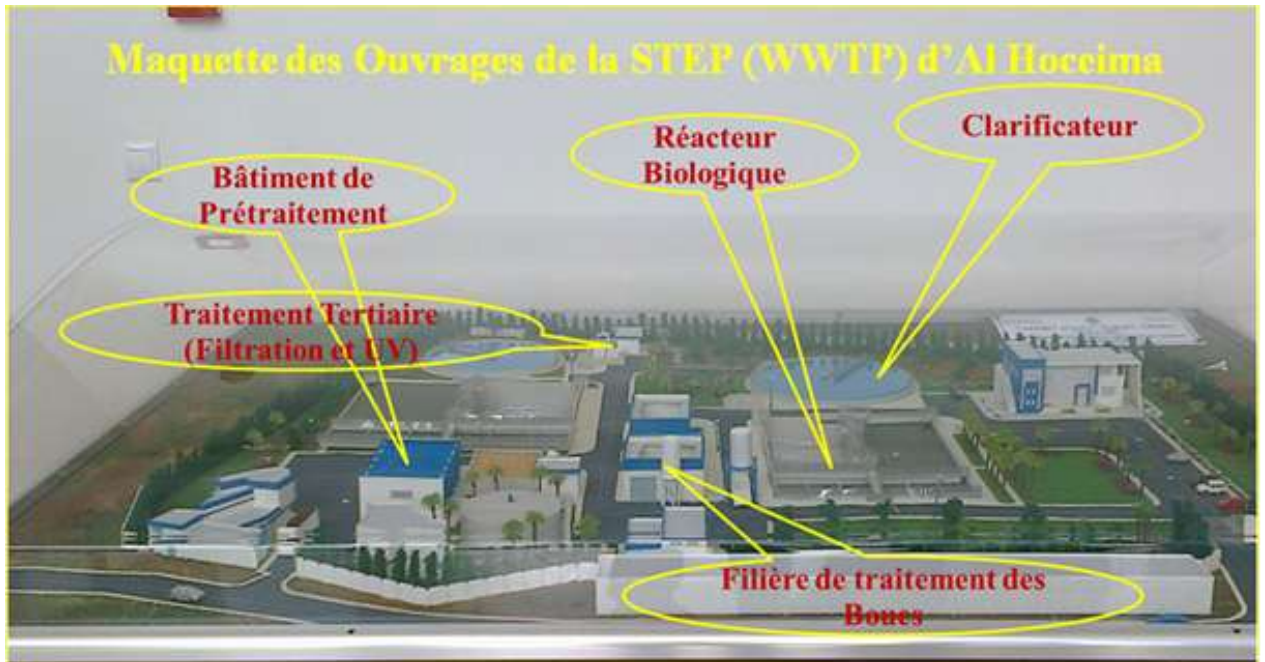 Maquette des Ouvrages de la STEP (WWTP) d'Al Hoceima
Clarificateur
Réacteur
Biologique
Bâtiment de
Prétraitement
Traitement Tertiaire
(Filtration et UV)
Filière de traitement des
Boues